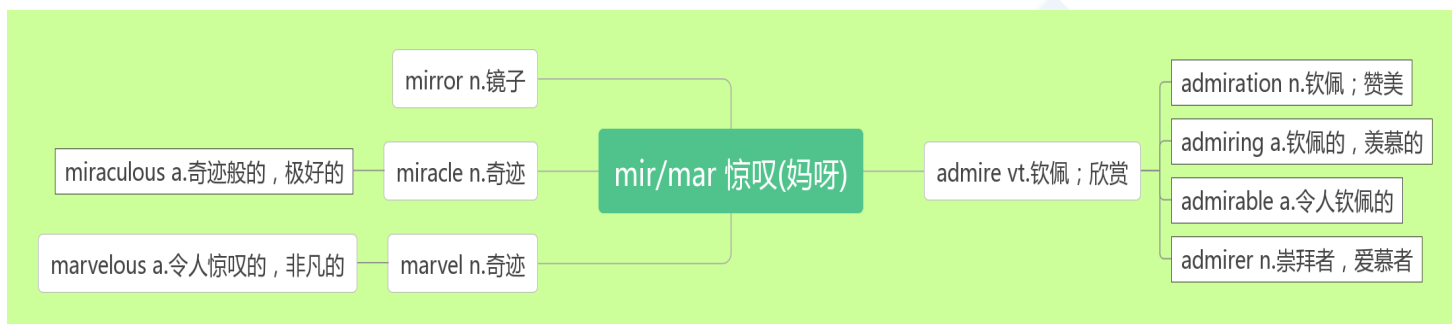 mirror n.镜子
miraculous a.奇迹般的，极好的
miracle n.奇迹
marvelous a.令人惊叹的，非凡的
marvel n.奇迹
mir/mar 惊叹(妈呀)
admire vt.钦佩；欣赏
admiration n.钦佩；赞美
admiring a.钦佩的，羡慕的
admirable a.令人钦佩的
admirer n.崇拜者，爱慕者